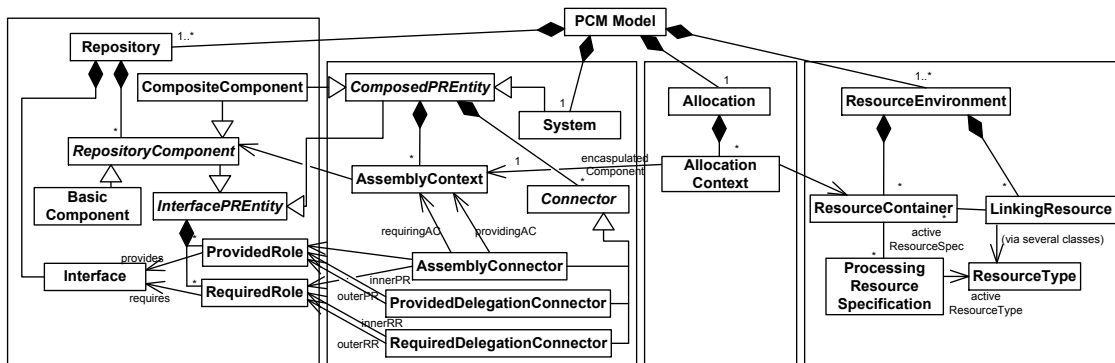 PCM Model
Repository
1..*
CompositeComponent
ComposedPREntity
1
1
1..*
System
Allocation
ResourceEnvironment
*
RepositoryComponent
*
*
encaspulated
Component
1
AssemblyContext
Allocation
Context
*
*
*
Basic
Component
InterfacePREntity
Connector
ResourceContainer
LinkingResource
*
requiringAC
providingAC
active
ResourceSpec
(via several classes)
*
provides
ProvidedRole
Interface
AssemblyConnector
*
Processing
Resource
Specification
ResourceType
*
innerPR
requires
RequiredRole
outerPR
ProvidedDelegationConnector
active
ResourceType
innerRR
outerRR
RequiredDelegationConnector